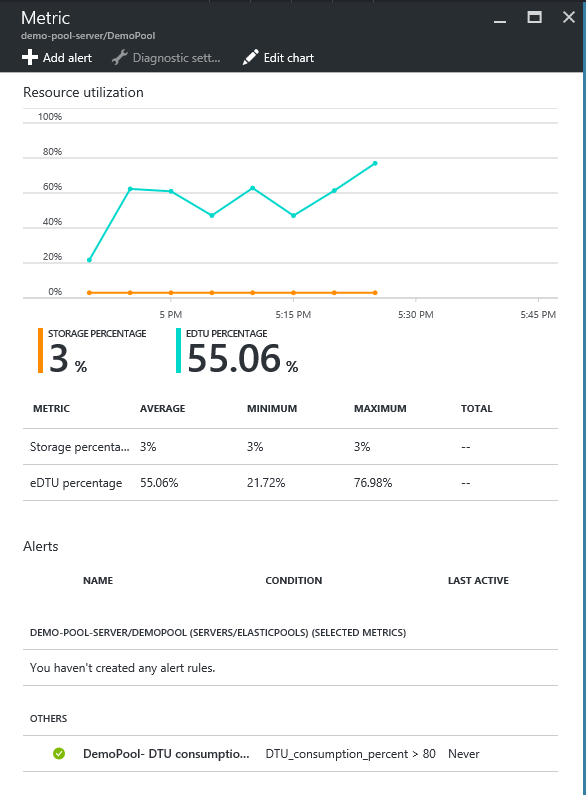 Metric
demo-pool-server/DemoPool
Add alert Diagnostic sett... Edit chart
Resource utilization
100%
80%
60%
40%
20%
0%
5 PM 5:15 PM 5:30 PM 5:45 PM
STORAGE PERCENTAGE EDTU PERCENTAGE
3 % 55.06 %
METRIC AVERAGE MINIMUM MAXIMUM TOTAL
Storage percenta... 3% 3% 3% --
eDTU percentage 55.06% 21.72% 76.98% --
Alerts
NAME CONDITION LAST ACTIVE
DEMO-POOL-SERVER/DEMOPOOL (SERVERS/ELASTICPOOLS) (SELECTED METRICS)
You haven't created any alert rules.
OTHERS
DemoPool- DTU consumptio... DTU_consumption_percent > 80 Never